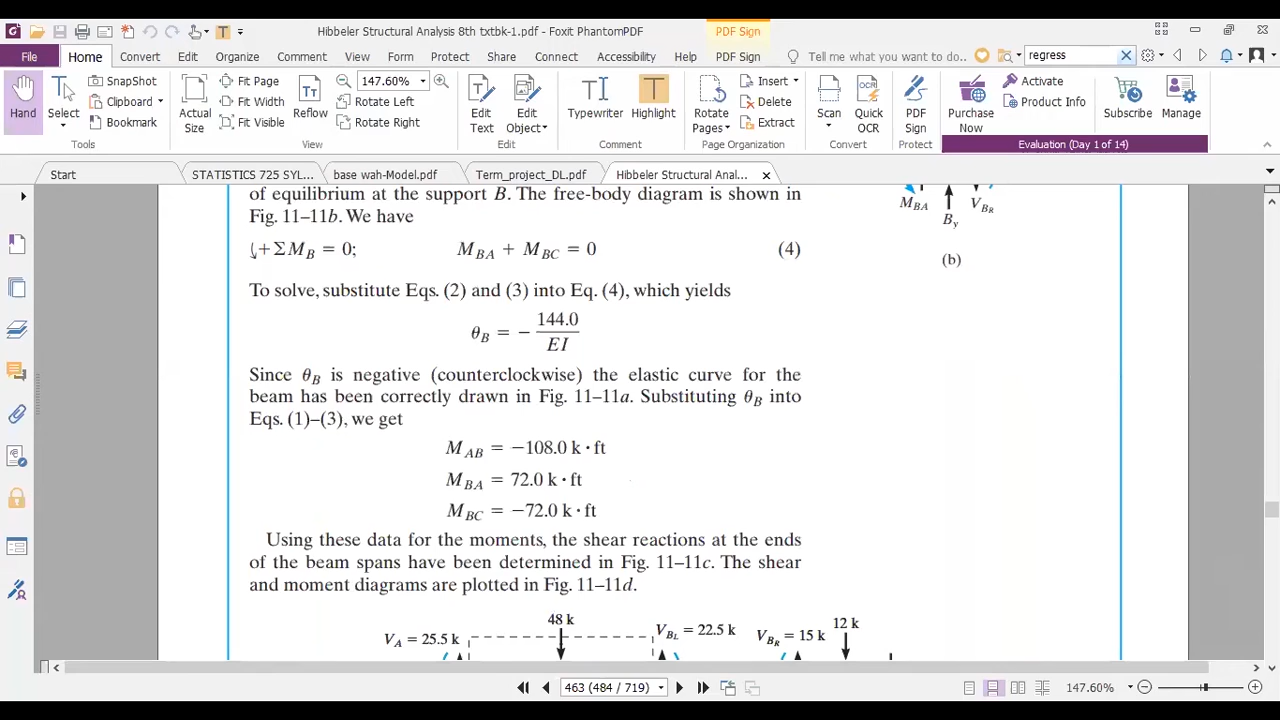 Hibbeler Structural Analysis 8th txtbk-1.pdf - Foxit PhantomPDF
PDF Sign
File Home Convert Edit Organize Comment View Form Protect Share Connect Accessibility Help PDF Sign Tell me what you want to do.. regress
Hand
Select
SnapShot
Clipboard
Bookmark
Tools
Actual Size
Fit Page
Fit Width
Fit Visible
Reflow
147.60%
Rotate Left
Rotate Right
View
Edit Text
Edit Object
Edit
Typewriter
Highlight
Comment
Rotate Pages
Insert
Delete
Extract
Page Organization
Scan
Quick OCR
Convert
PDF Sign
Protect
Purchase Now
Activate
Product Info
Subscribe
Manage
Evaluation (Day 1 of 14)
Start
STATISTICS 725 SYL...
base wah-Model.pdf
Term_project_DL.pdf
Hibbeler Structural Anal...
of equilibrium at the support B. The free-body diagram is shown in
Fig. 11–11b. We have
↓+ΣM_B = 0; M_BA + M_BC = 0 (4)
To solve, substitute Eqs. (2) and (3) into Eq. (4), which yields
θ_B = − 144.0 / EI
Since θ_B is negative (counterclockwise) the elastic curve for the
beam has been correctly drawn in Fig. 11–11a. Substituting θ_B into
Eqs. (1)–(3), we get
M_AB = −108.0 k·ft
M_BA = 72.0 k·ft
M_BC = −72.0 k·ft
Using these data for the moments, the shear reactions at the ends
of the beam spans have been determined in Fig. 11–11c. The shear
and moment diagrams are plotted in Fig. 11–11d.
M_BA
B_y
V_BR
(b)
V_A = 25.5 k
48 k
V_BL = 22.5 k
V_BR = 15 k
12 k
463 (484 / 719)
147.60%